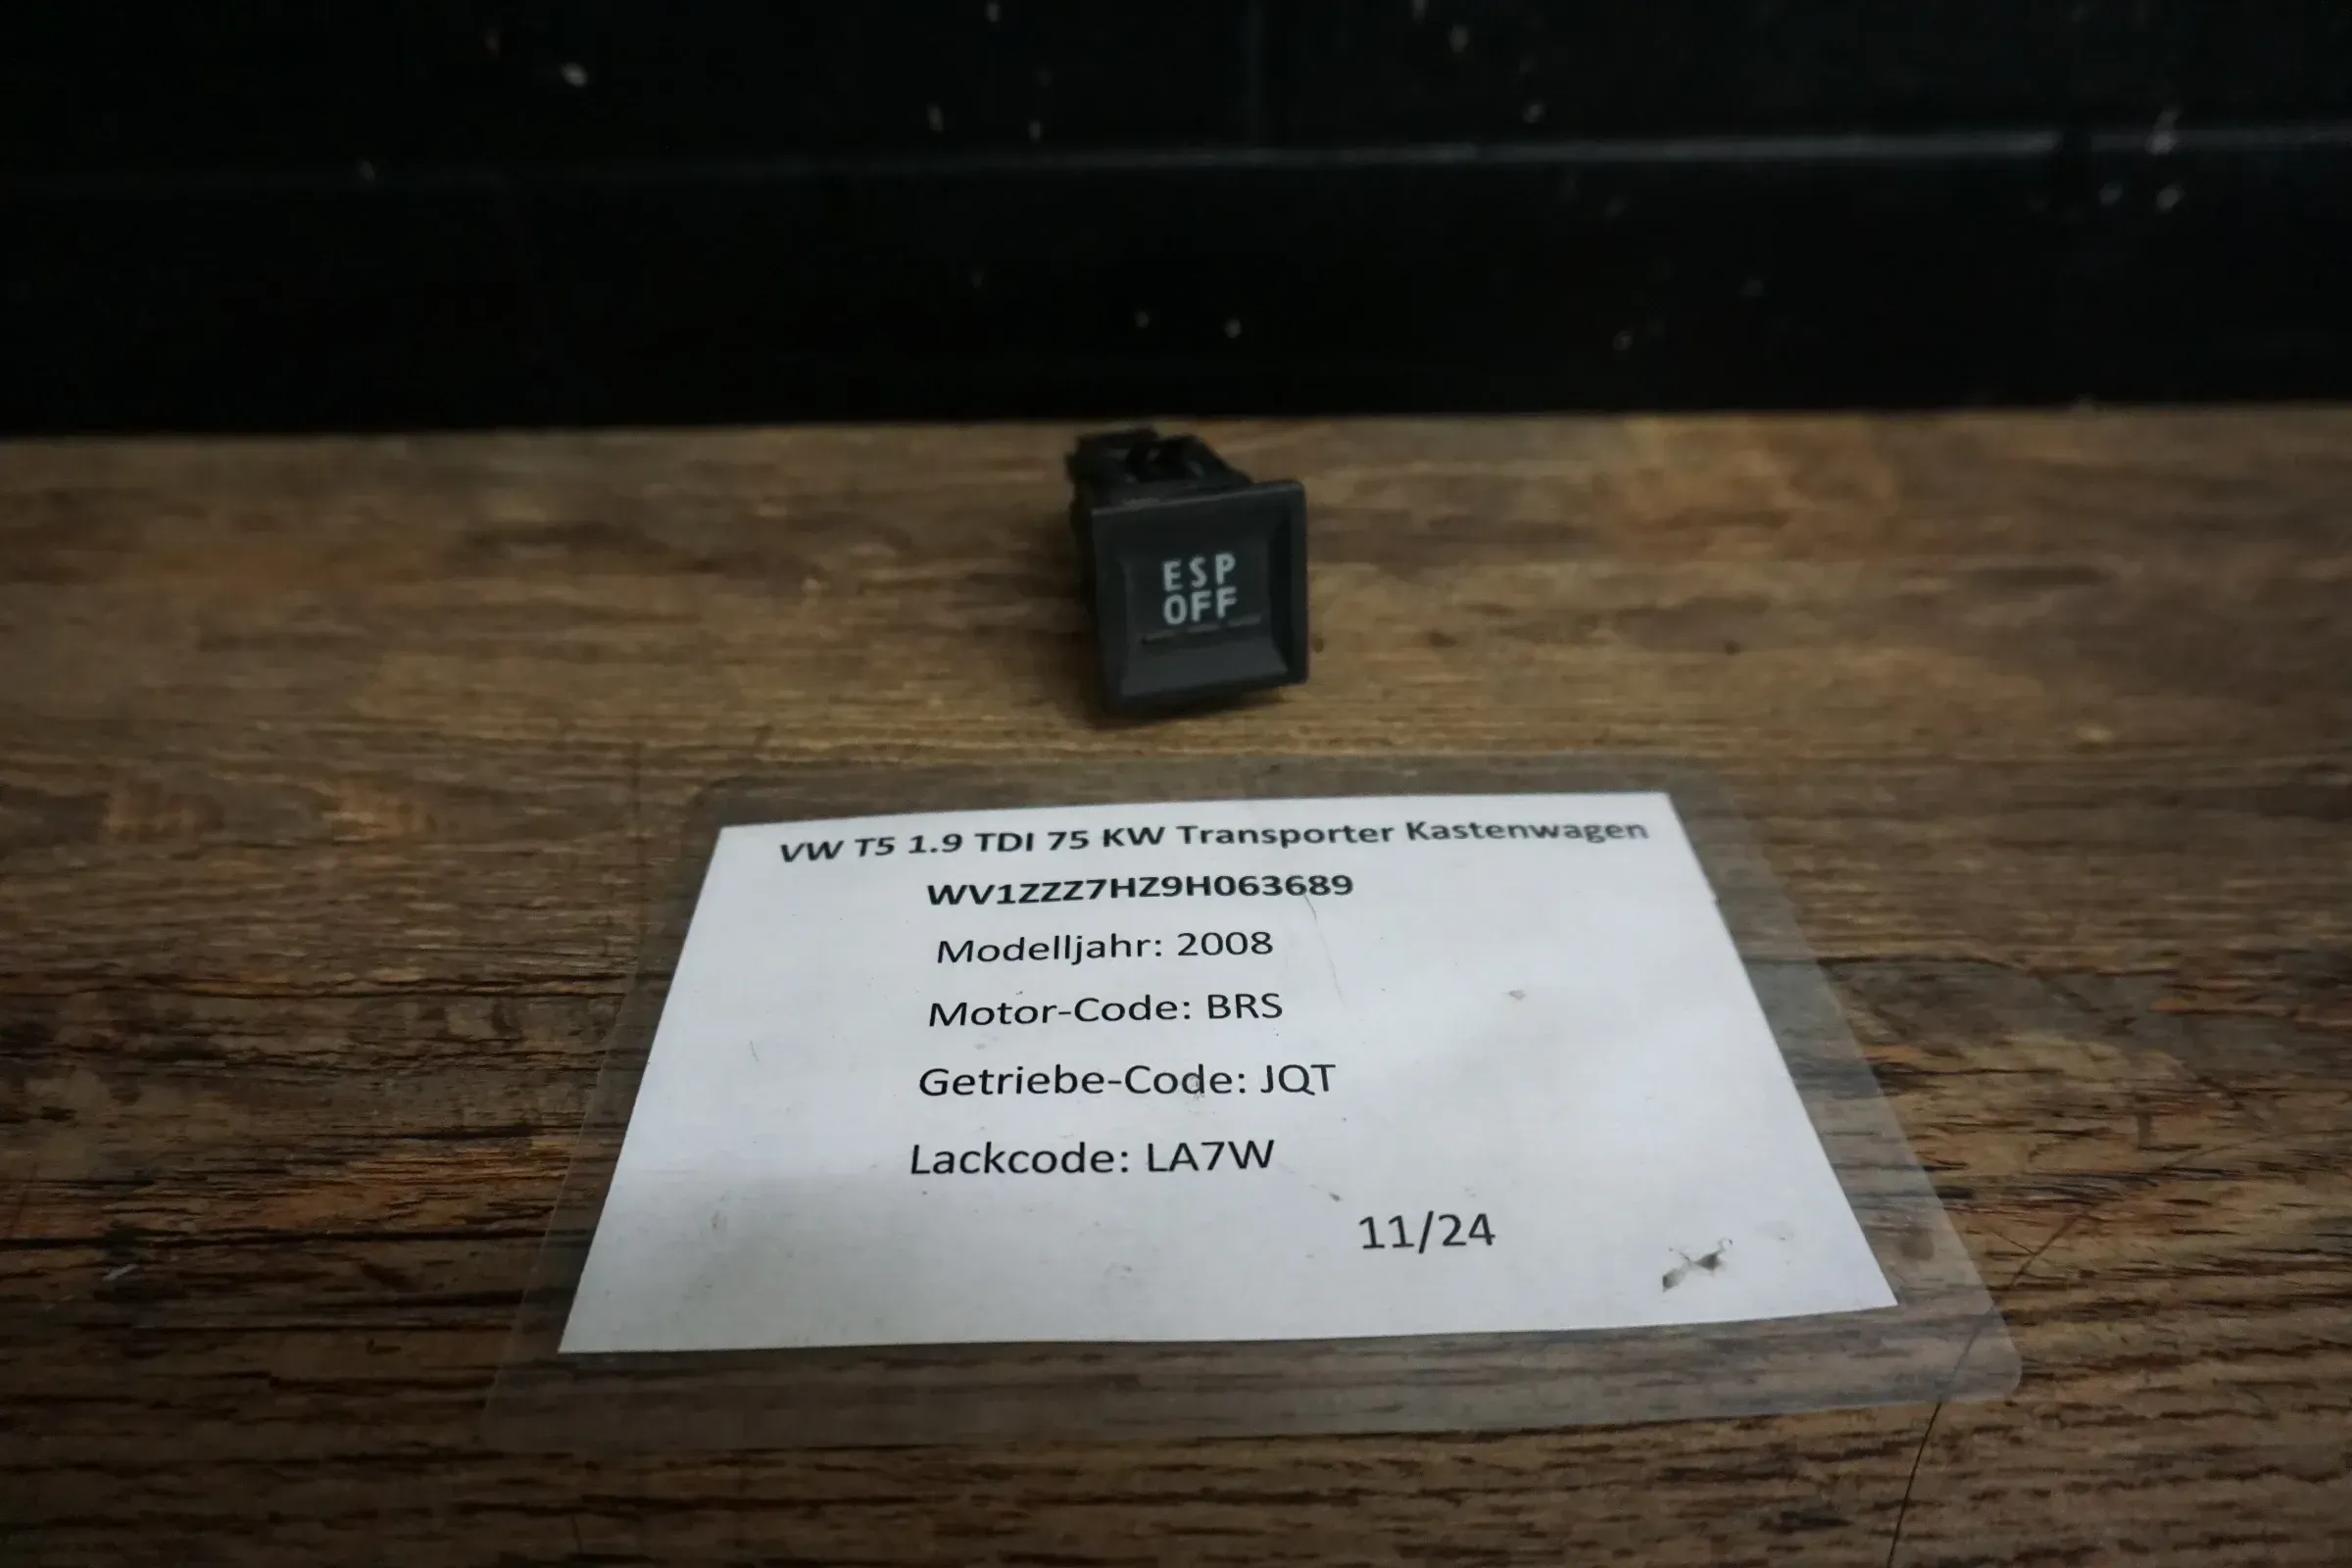 ESP
OFF
VW T5 1.9 TDI 75 KW Transporter Kastenwagen
WV1ZZZ7HZ9H063689
Modelljahr: 2008
Motor-Code: BRS
Getriebe-Code: JQT
Lackcode: LA7W
11/24